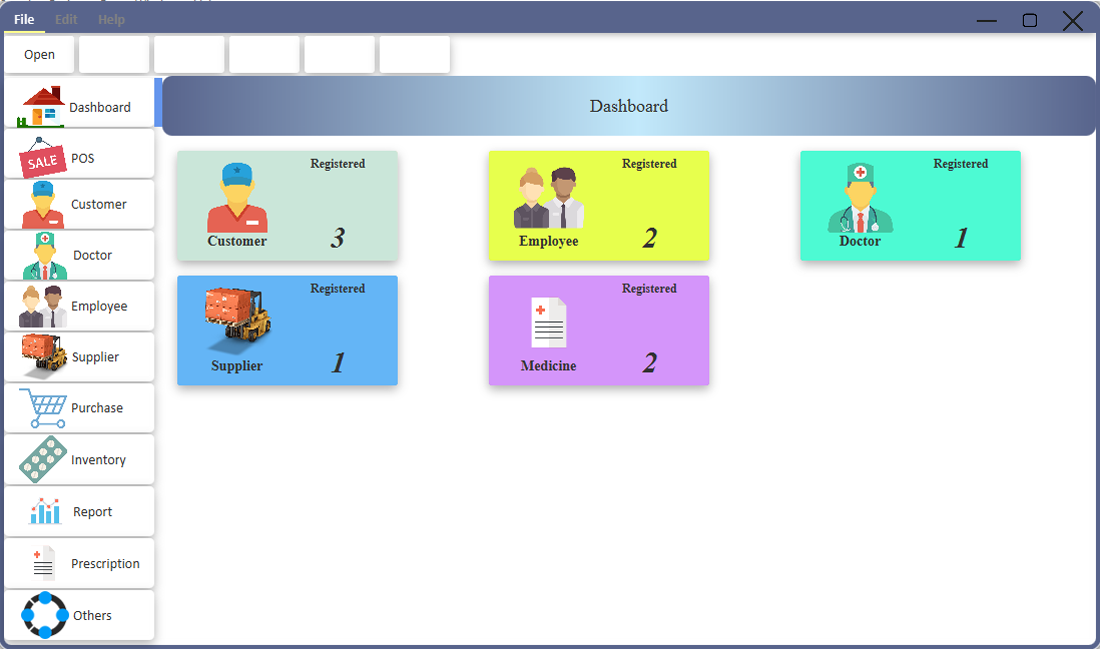 File Edit Help
Open
Dashboard
Dashboard
POS
SALE
Customer
Doctor
Employee
Supplier
Purchase
Inventory
Report
Prescription
Others
Registered
Customer 3
Registered
Employee 2
Registered
Doctor 1
Registered
Supplier 1
Registered
Medicine 2